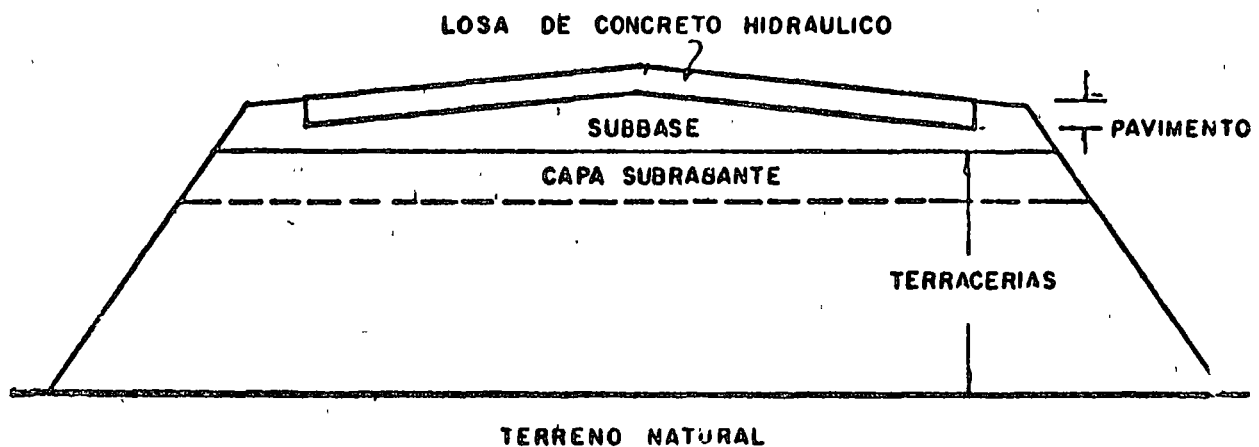 LOSA DE CONCRETO HIDRAULICO
SUBBASE
PAVIMENTO
CAPA SUBRASANTE
TERRACERIAS
TERRENO NATURAL